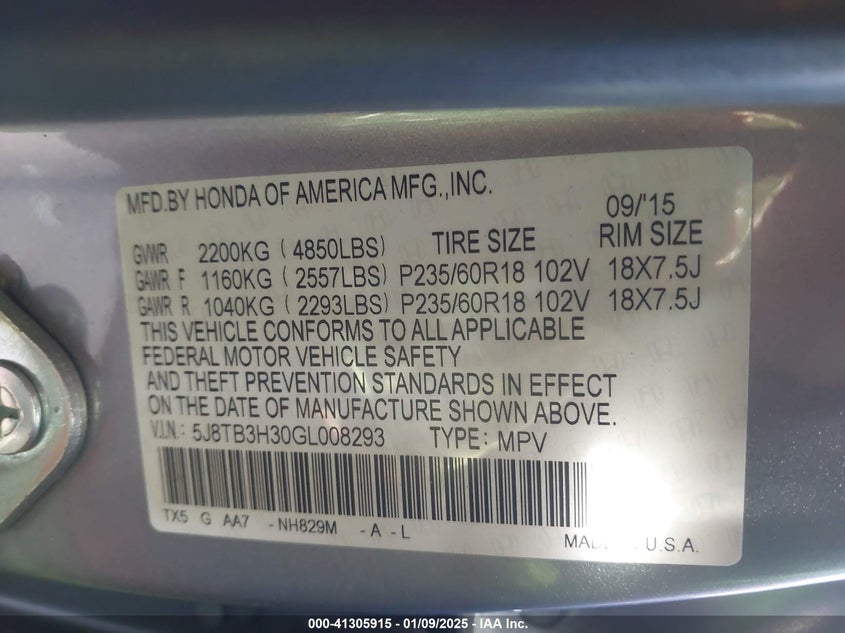 MFD.BY HONDA OF AMERICA MFG.,INC.
09/'15
GVWR 2200KG ( 4850LBS) TIRE SIZE RIM SIZE
GAWR F 1160KG ( 2557LBS) P235/60R18 102V 18X7.5J
GAWR R 1040KG ( 2293LBS) P235/60R18 102V 18X7.5J
THIS VEHICLE CONFORMS TO ALL APPLICABLE
FEDERAL MOTOR VEHICLE SAFETY
AND THEFT PREVENTION STANDARDS IN EFFECT
ON THE DATE OF MANUFACTURE SHOWN ABOVE.
V.I.N.: 5J8TB3H30GL008293 TYPE: MPV
TX5 G AA7 -NH829M -A-L
U.S.A.
000-41305915 - 01/09/2025 - IAA Inc.